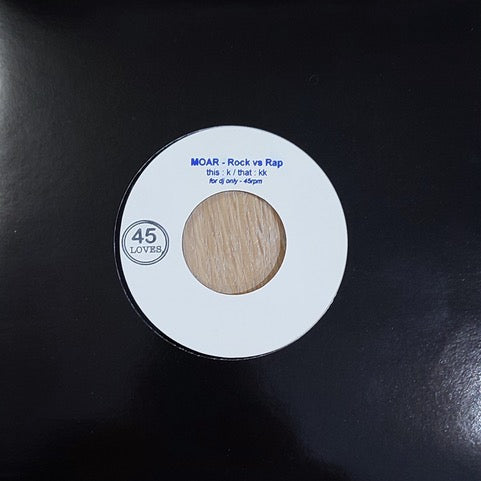 MOAR - Rock vs Rap
this : k / that : kk
for dj only - 45rpm
45
LOVES